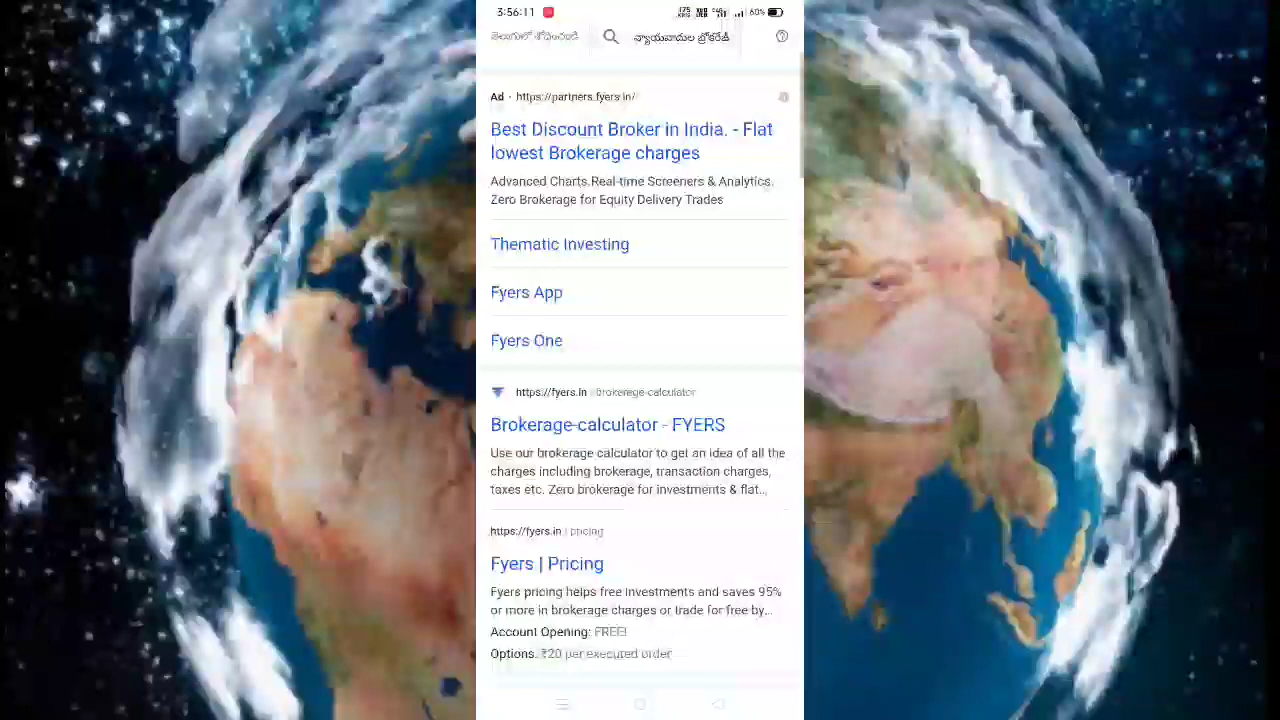 3:56:11
60%
తెలుగులో శోధించండి
న్యాయవాదుల బ్రోకరేజీ
Ad · https://partners.fyers.in/
Best Discount Broker in India. - Flat
lowest Brokerage charges
Advanced Charts,Real-time Screeners & Analytics.
Zero Brokerage for Equity Delivery Trades
Thematic Investing
Fyers App
Fyers One
https://fyers.in › brokerage-calculator
Brokerage-calculator - FYERS
Use our brokerage calculator to get an idea of all the
charges including brokerage, transaction charges,
taxes etc. Zero brokerage for investments & flat...
https://fyers.in › pricing
Fyers | Pricing
Fyers pricing helps free investments and saves 95%
or more in brokerage charges or trade for free by...
Account Opening: FREE!
Options: ₹20 per executed order